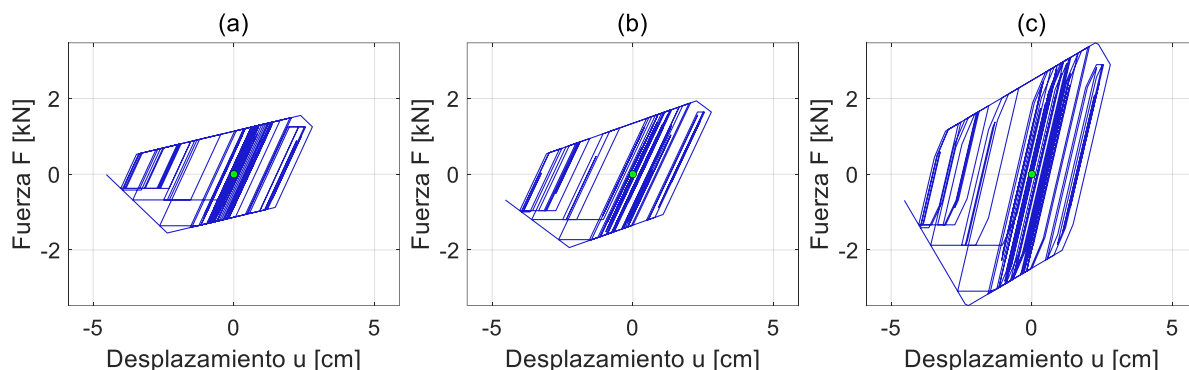 (a)
Fuerza F [kN]
2
0
-2
-5
0
5
Desplazamiento u [cm]
(b)
Fuerza F [kN]
2
0
-2
-5
0
5
Desplazamiento u [cm]
(c)
Fuerza F [kN]
2
0
-2
-5
0
5
Desplazamiento u [cm]